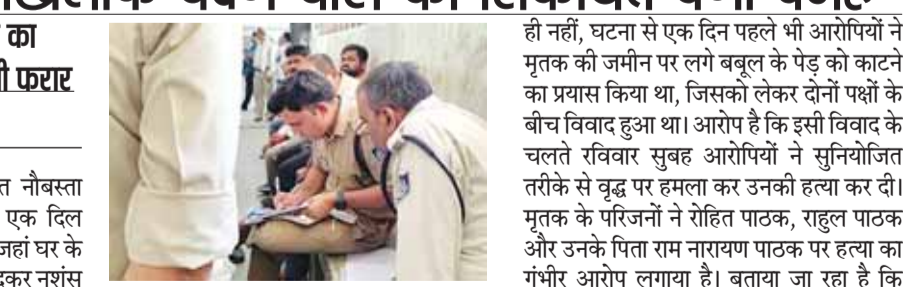 का
फरार
नौबस्ता
एक दिल
जहां घर के
नृशंस
ही नहीं, घटना से एक दिन पहले भी आरोपियों ने
मृतक की जमीन पर लगे बबूल के पेड़ को काटने
का प्रयास किया था, जिसको लेकर दोनों पक्षों के
बीच विवाद हुआ था। आरोप है कि इसी विवाद के
चलते रविवार सुबह आरोपियों ने सुनियोजित
तरीके से वृद्ध पर हमला कर उनकी हत्या कर दी।
मृतक के परिजनों ने रोहित पाठक, राहुल पाठक
और उनके पिता राम नारायण पाठक पर हत्या का
गंभीर आरोप लगाया है। बताया जा रहा है कि